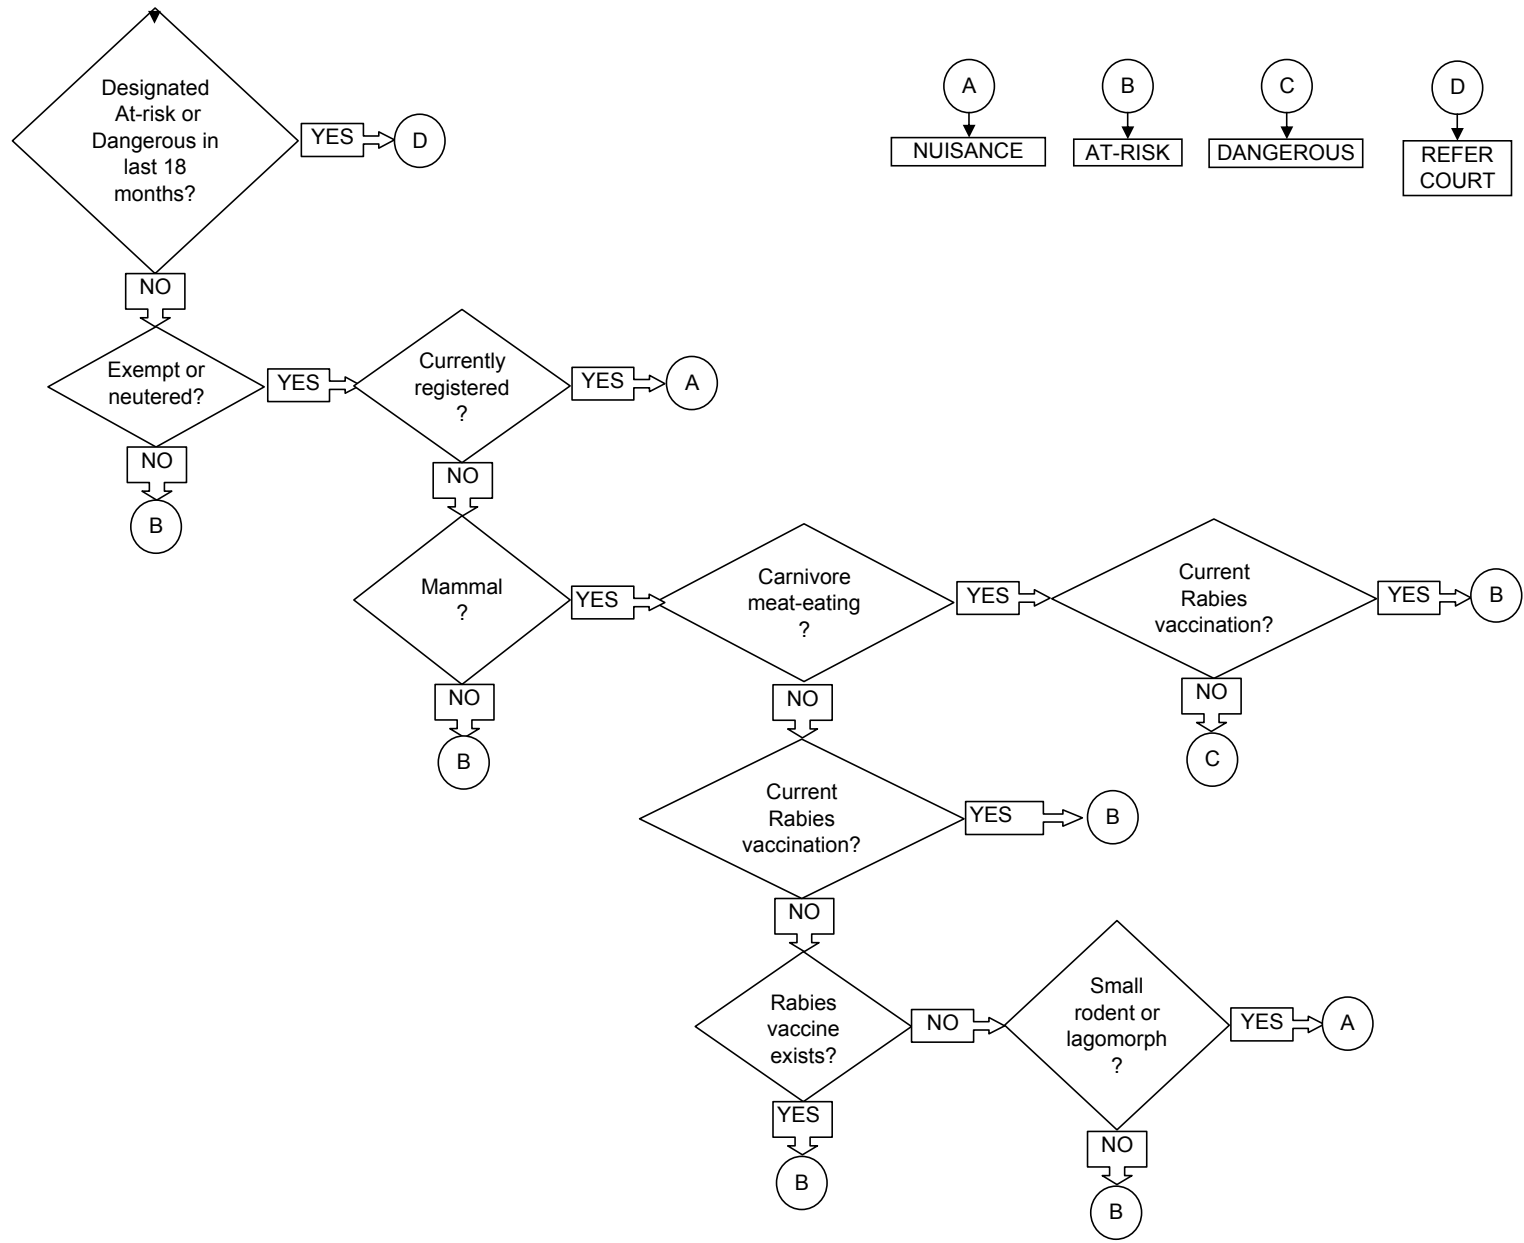 Designated
At-risk or
Dangerous in
last 18
months?
YES
D
A
B
C
D
NUISANCE
AT-RISK
DANGEROUS
REFER
COURT
NO
Exempt or
neutered?
YES
Currently
registered
?
YES
A
NO
B
NO
Mammal
?
YES
Carnivore
meat-eating
?
YES
Current
Rabies
vaccination?
YES
B
NO
B
NO
NO
C
Current
Rabies
vaccination?
YES
B
NO
Rabies
vaccine
exists?
NO
Small
rodent or
lagomorph
?
YES
A
YES
B
NO
B